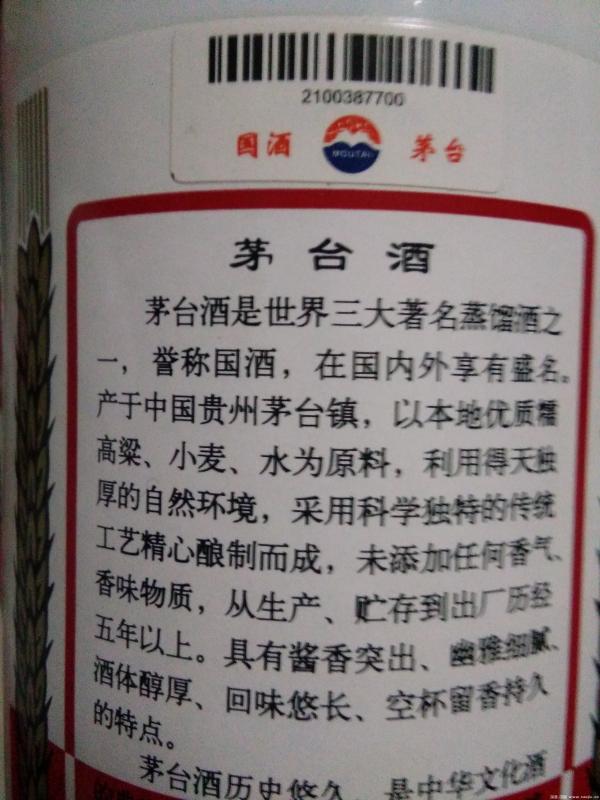 2100387700
国酒 MOUTAI 茅台
茅台酒
茅台酒是世界三大著名蒸馏酒之
一，誉称国酒，在国内外享有盛名。
产于中国贵州茅台镇，以本地优质糯
高粱、小麦、水为原料，利用得天独
厚的自然环境，采用科学独特的传统
工艺精心酿制而成，未添加任何香气、
香味物质，从生产、贮存到出厂历经
五年以上。具有酱香突出、幽雅细腻、
酒体醇厚、回味悠长、空杯留香持久
的特点。
茅台酒历史悠久，是中华文化酒